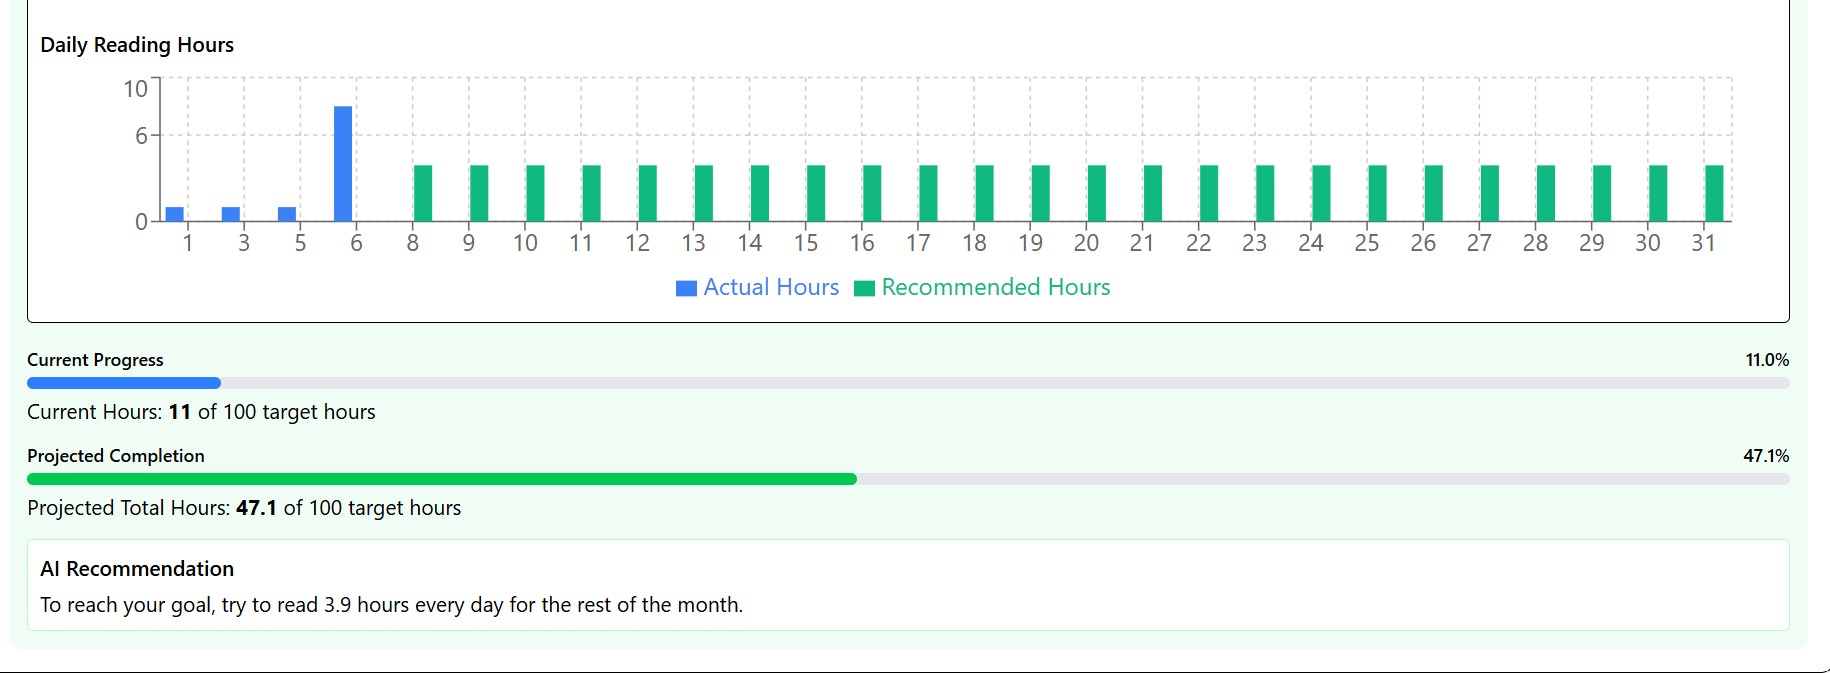 Daily Reading Hours
10
6
0
1 3 5 6 8 9 10 11 12 13 14 15 16 17 18 19 20 21 22 23 24 25 26 27 28 29 30 31
Actual Hours Recommended Hours
Current Progress 11.0%
Current Hours: 11 of 100 target hours
Projected Completion 47.1%
Projected Total Hours: 47.1 of 100 target hours
AI Recommendation
To reach your goal, try to read 3.9 hours every day for the rest of the month.